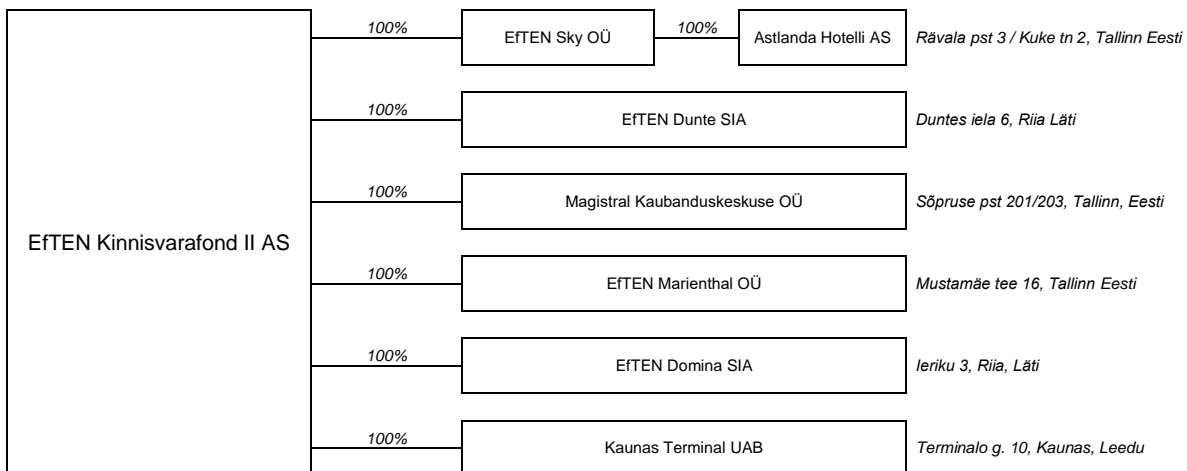 100%
EfTEN Sky OÜ
100%
Astlanda Hotelli AS
Rävala pst 3 / Kuke tn 2, Tallinn Eesti
100%
EfTEN Dunte SIA
Duntes iela 6, Riia Läti
100%
Magistral Kaubanduskeskuse OÜ
Sõpruse pst 201/203, Tallinn, Eesti
EfTEN Kinnisvarafond II AS
100%
EfTEN Marienthal OÜ
Mustamäe tee 16, Tallinn Eesti
100%
EfTEN Domina SIA
Ieriku 3, Riia, Läti
100%
Kaunas Terminal UAB
Terminalo g. 10, Kaunas, Leedu